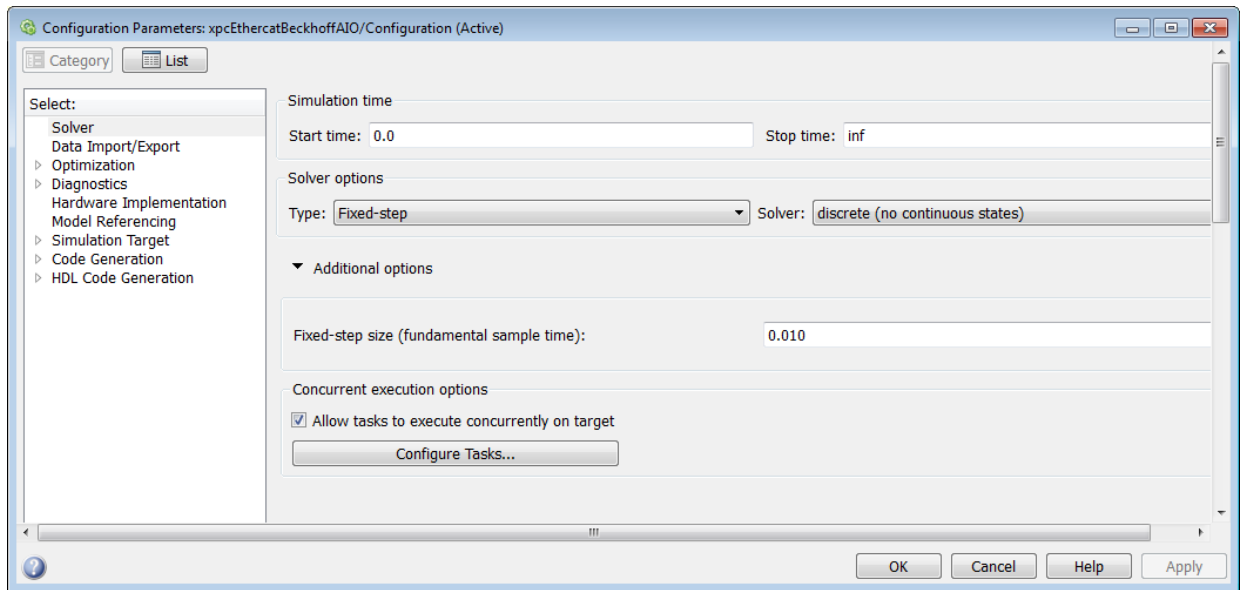 Configuration Parameters: xpcEthercatBeckhoffAIO/Configuration (Active)
Category List
Select:
Solver
Data Import/Export
Optimization
Diagnostics
Hardware Implementation
Model Referencing
Simulation Target
Code Generation
HDL Code Generation
Simulation time
Start time: 0.0 Stop time: inf
Solver options
Type: Fixed-step Solver: discrete (no continuous states)
Additional options
Fixed-step size (fundamental sample time): 0.010
Concurrent execution options
Allow tasks to execute concurrently on target
Configure Tasks...
OK Cancel Help Apply